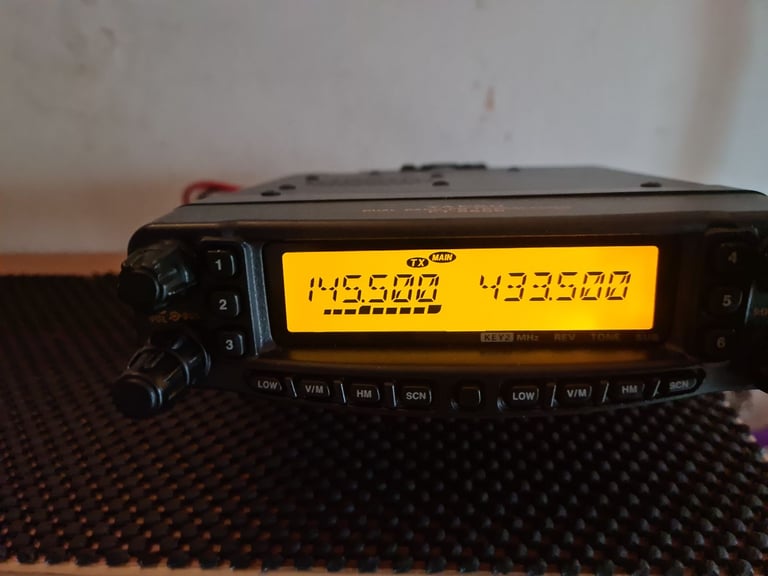 TX MAIN
145.500 433.500
KEY2 MHz REV TONE SUB
1
2
3
4
5
6
LOW V/M HM SCN LOW V/M HM SCN